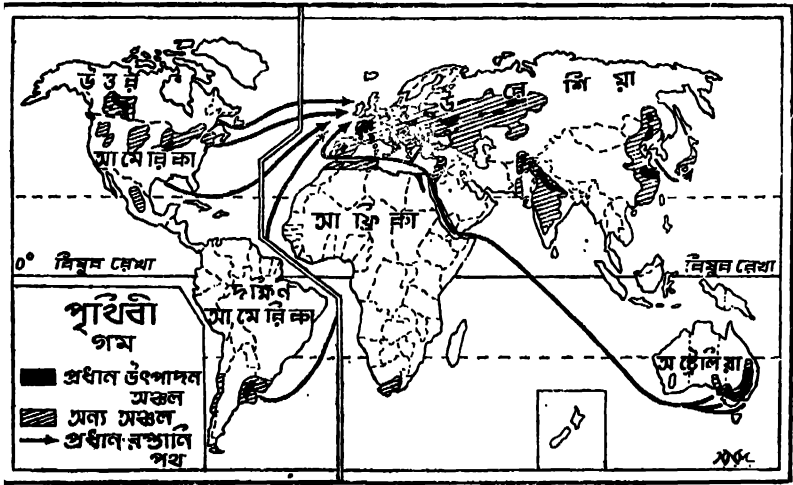 উত্তর
আমেরিকা
ইউরেশিয়া
আফ্রিকা
0° বিষুব রেখা
বিষুব রেখা
দক্ষিণ
আমেরিকা
অষ্ট্রেলিয়া
পৃথিবী
গম
প্রধান উৎপাদন
অঞ্চল
অন্য অঞ্চল
প্রধান রপ্তানি
পথ